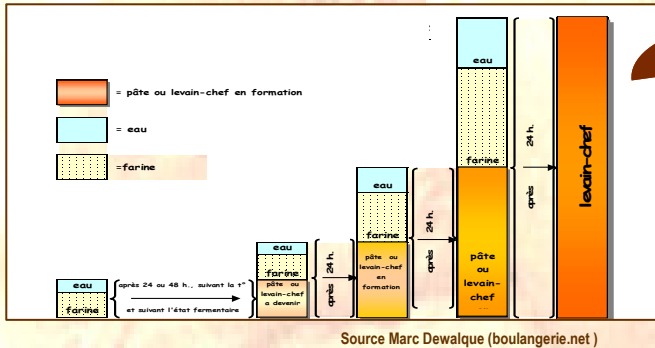 = pâte ou levain-chef en formation
= eau
=farine
eau
farine
après 24 ou 48 h., suivant la t°
et suivant l'état fermentaire
eau
farine
pâte ou
levain-chef
a devenir
après 24 h.
eau
farine
pâte ou
levain-chef
en
formation
après 24 h.
eau
farine
pâte
ou
levain-
chef
...
après 24 h.
levain-chef
Source Marc Dewalque (boulangerie.net )